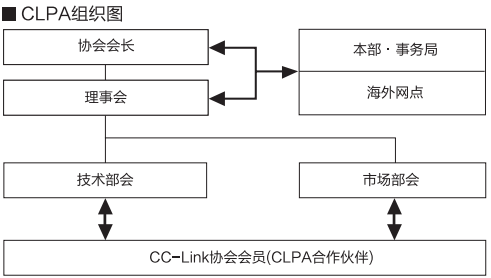 ■ CLPA组织图
协会会长
本部·事务局
理事会
海外网点
技术部会
市场部会
CC-Link协会会员(CLPA合作伙伴)